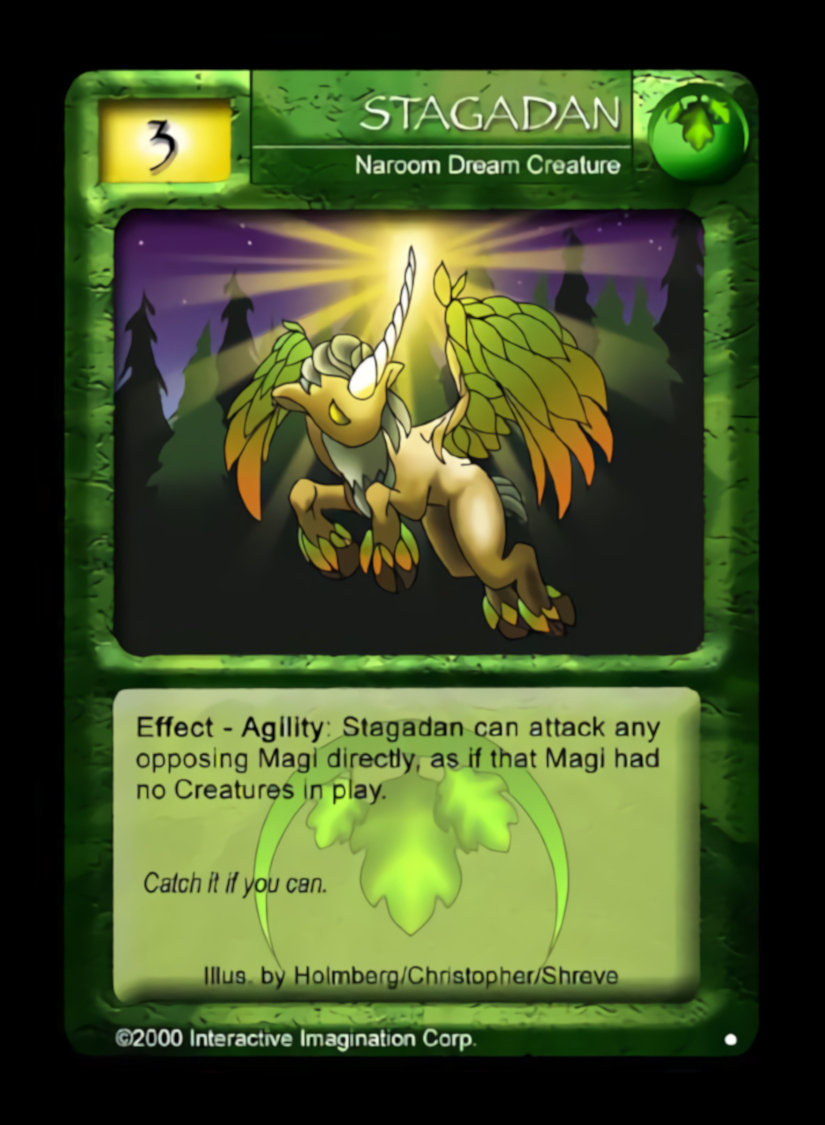 3
STAGADAN
Naroom Dream Creature
Effect - Agility: Stagadan can attack any
opposing Magi directly, as if that Magi had
no Creatures in play.
Catch it if you can.
Illus. by Holmberg/Christopher/Shreve
©2000 Interactive Imagination Corp.